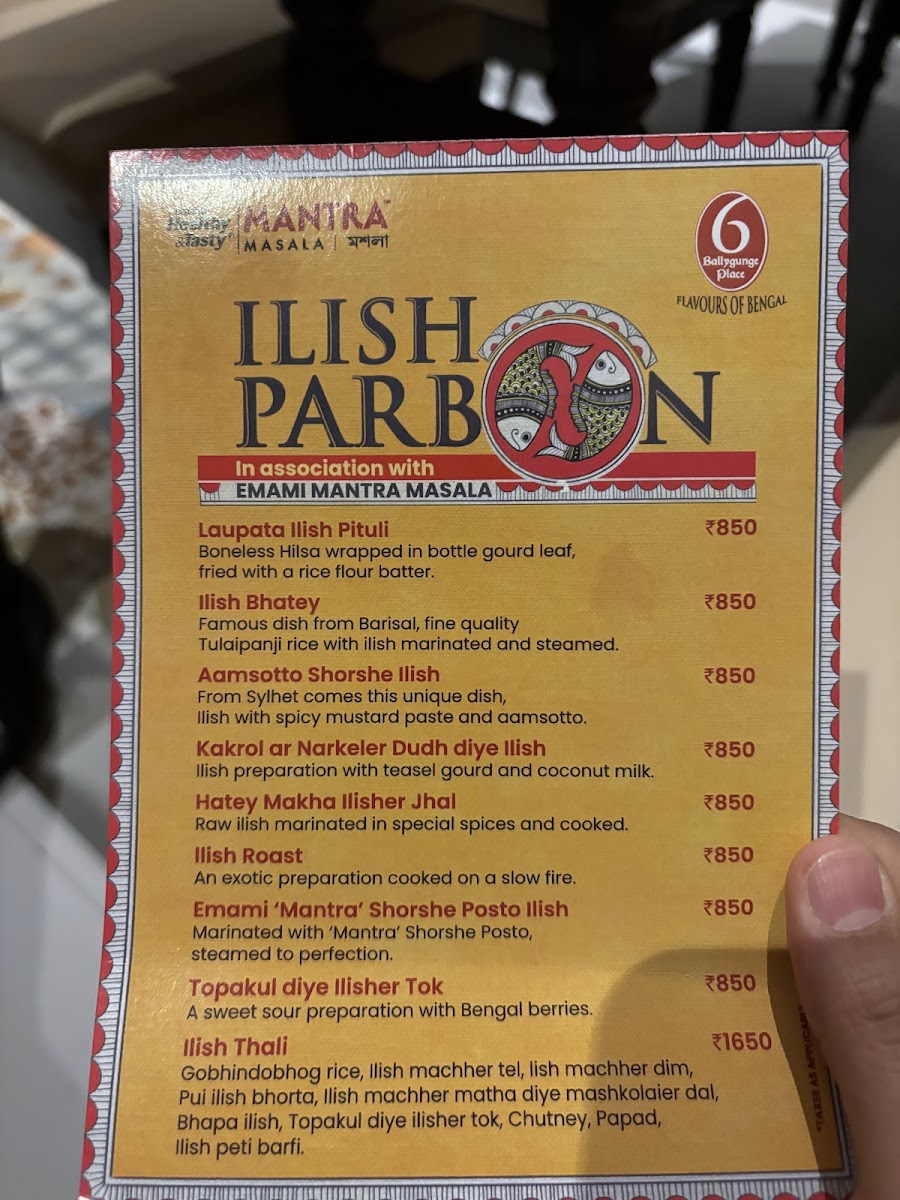 Healthy
& Tasty
MANTRA™
MASALA | মশলা
6
Ballygunge
Place
FLAVOURS OF BENGAL
ILISH
PARBON
In association with
EMAMI MANTRA MASALA
Laupata Ilish Pituli ₹850
Boneless Hilsa wrapped in bottle gourd leaf,
fried with a rice flour batter.
Ilish Bhatey ₹850
Famous dish from Barisal, fine quality
Tulaipanji rice with ilish marinated and steamed.
Aamsotto Shorshe Ilish ₹850
From Sylhet comes this unique dish,
Ilish with spicy mustard paste and aamsotto.
Kakrol ar Narkeler Dudh diye Ilish ₹850
Ilish preparation with teasel gourd and coconut milk.
Hatey Makha Ilisher Jhal ₹850
Raw ilish marinated in special spices and cooked.
Ilish Roast ₹850
An exotic preparation cooked on a slow fire.
Emami ‘Mantra’ Shorshe Posto Ilish ₹850
Marinated with ‘Mantra’ Shorshe Posto,
steamed to perfection.
Topakul diye Ilisher Tok ₹850
A sweet sour preparation with Bengal berries.
Ilish Thali ₹1650
Gobhindobhog rice, Ilish machher tel, lish machher dim,
Pui ilish bhorta, Ilish machher matha diye mashkolaier dal,
Bhapa ilish, Topakul diye ilisher tok, Chutney, Papad,
Ilish peti barfi.
*TAXES AS APPLICABLE